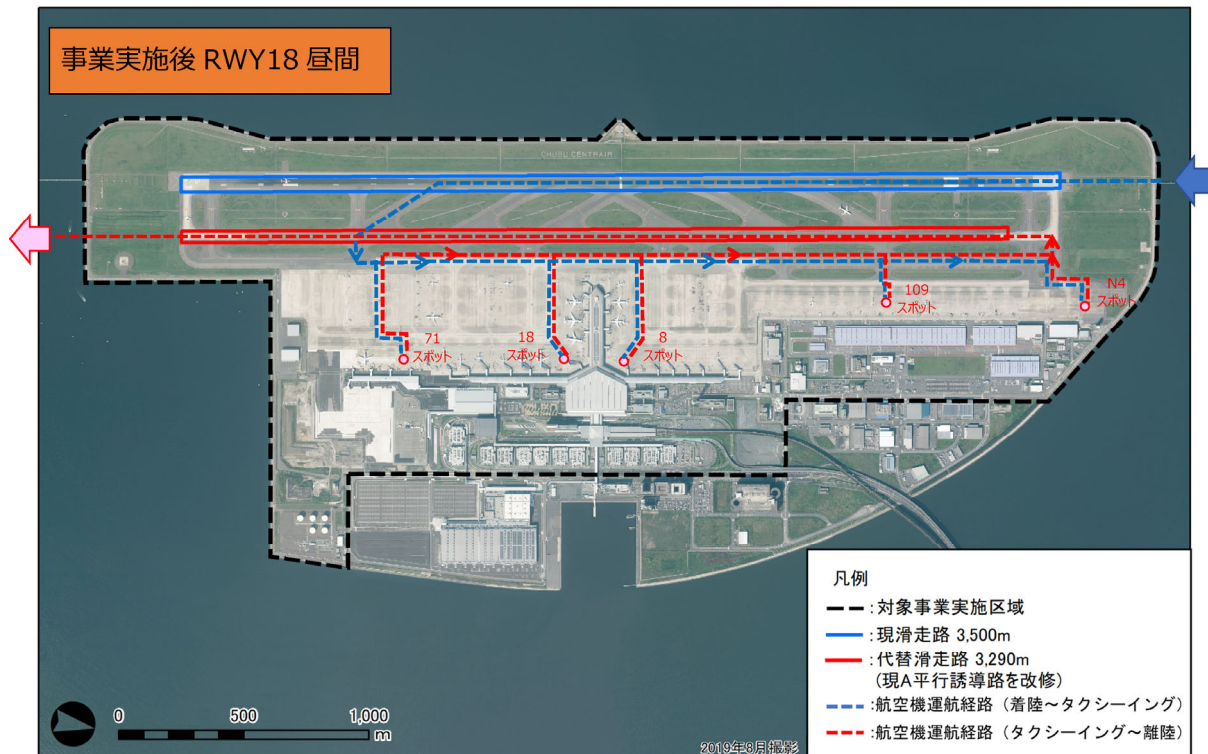 事業実施後 RWY18 昼間
CHUBU CENTRAIR
71
スポット
18
スポット
8
スポット
109
スポット
N4
スポット
凡例
:対象事業実施区域
:現滑走路 3,500m
:代替滑走路 3,290m
(現A平行誘導路を改修)
:航空機運航経路(着陸~タクシーイング)
:航空機運航経路(タクシーイング~離陸)
0 500 1,000
m
2019年8月撮影